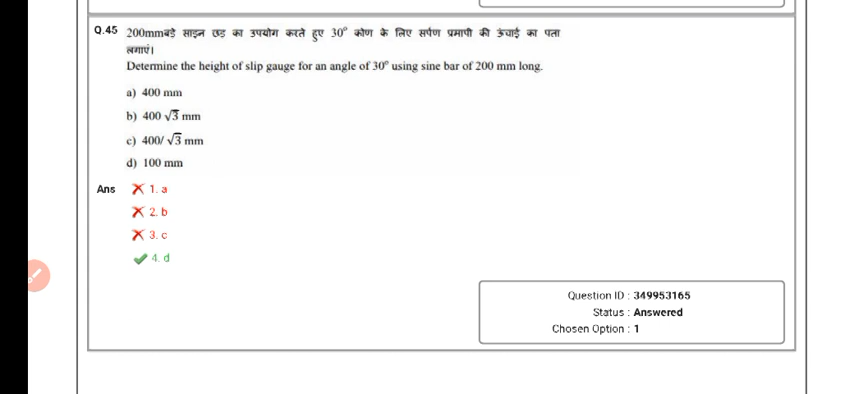 Q.45 200mmबड़े साइन छड़ का उपयोग करते हुए 30° कोण के लिए सर्पण प्रमापी की ऊंचाई का पता
लगाएं।
Determine the height of slip gauge for an angle of 30° using sine bar of 200 mm long.
a) 400 mm
b) 400 √3 mm
c) 400/ √3 mm
d) 100 mm
Ans 1. a
2. b
3. c
4. d
Question ID : 349953165
Status : Answered
Chosen Option : 1